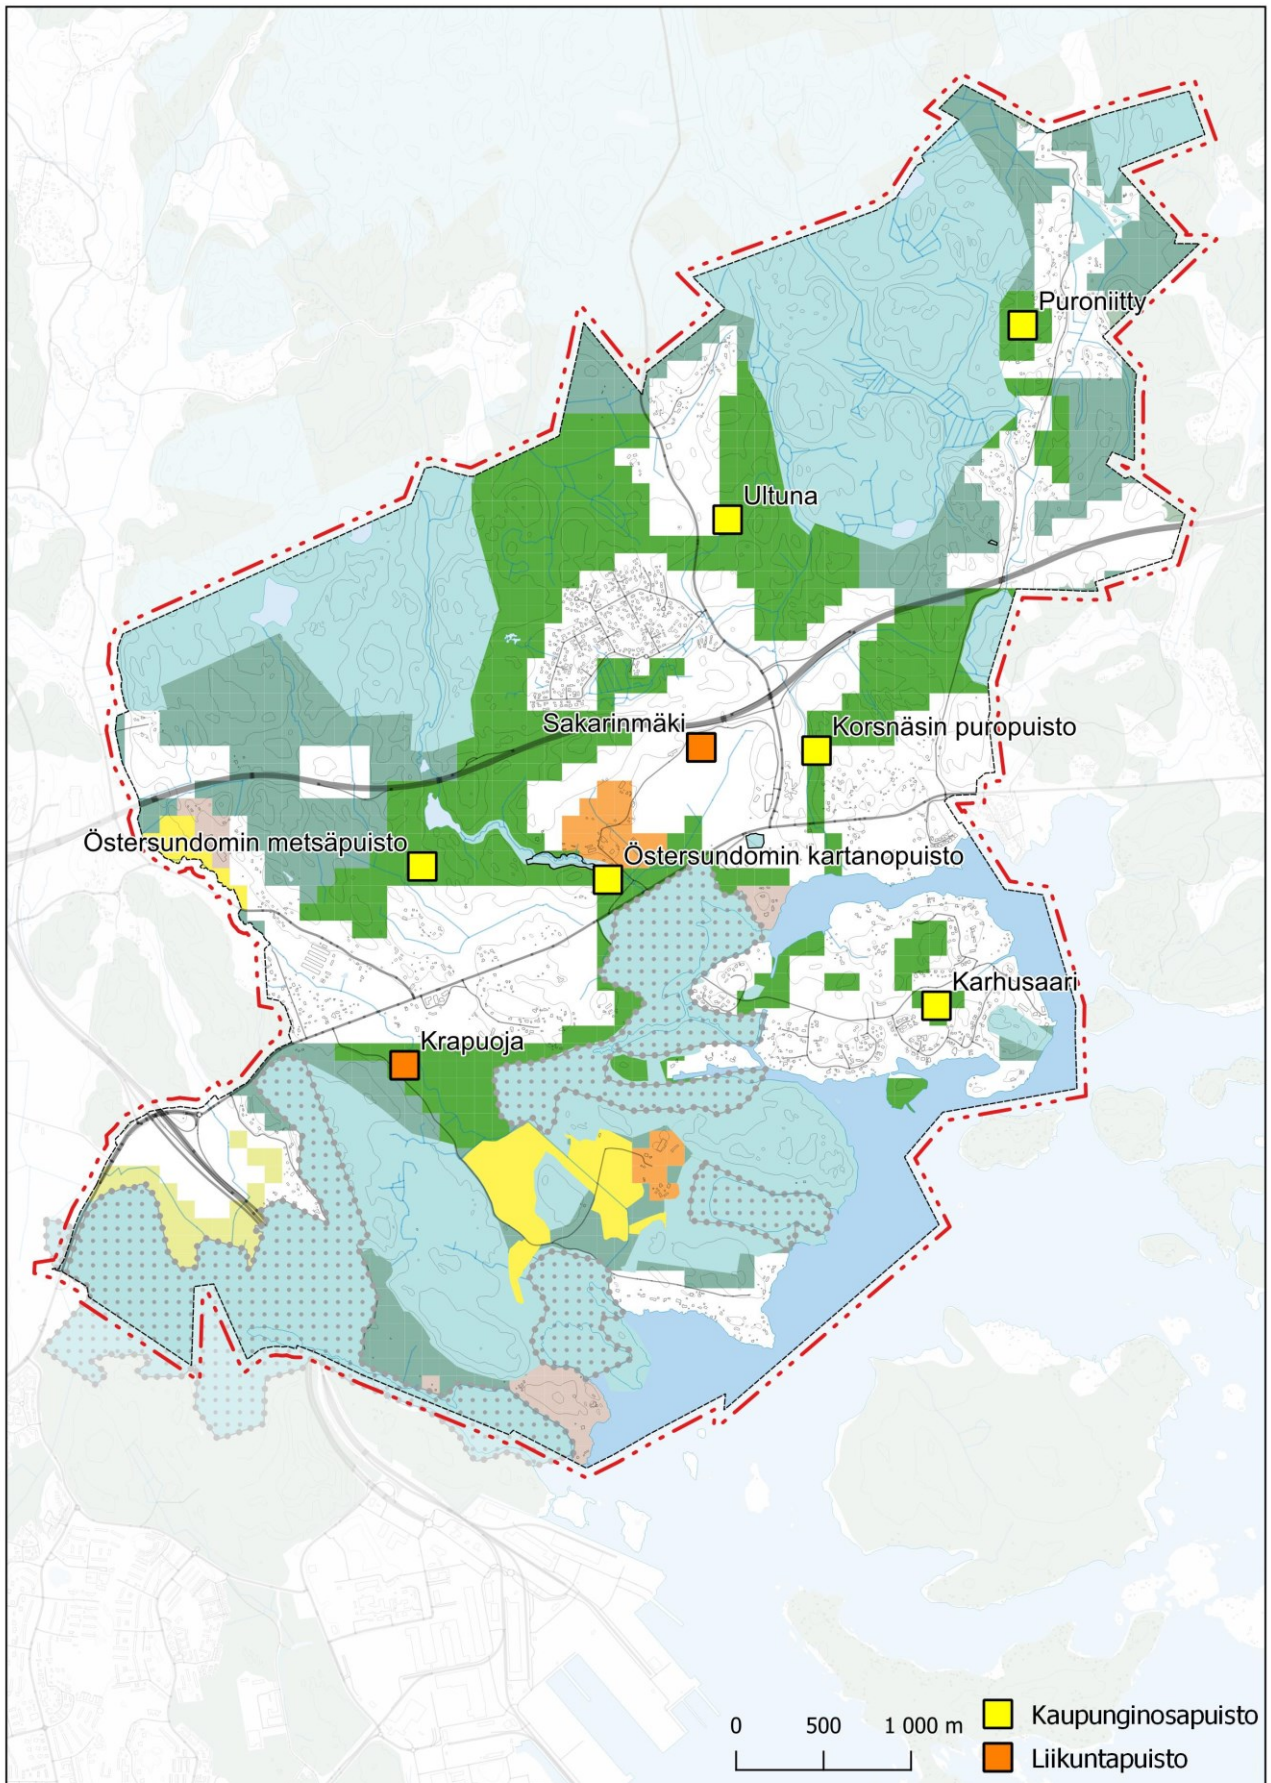 Puroniitty
Ultuna
Sakarinmäki
Korsnäsin puropuisto
Östersundomin metsäpuisto
Östersundomin kartanopuisto
Karhusaari
Krapuoja
0 500 1 000 m
Kaupunginosapuisto
Liikuntapuisto